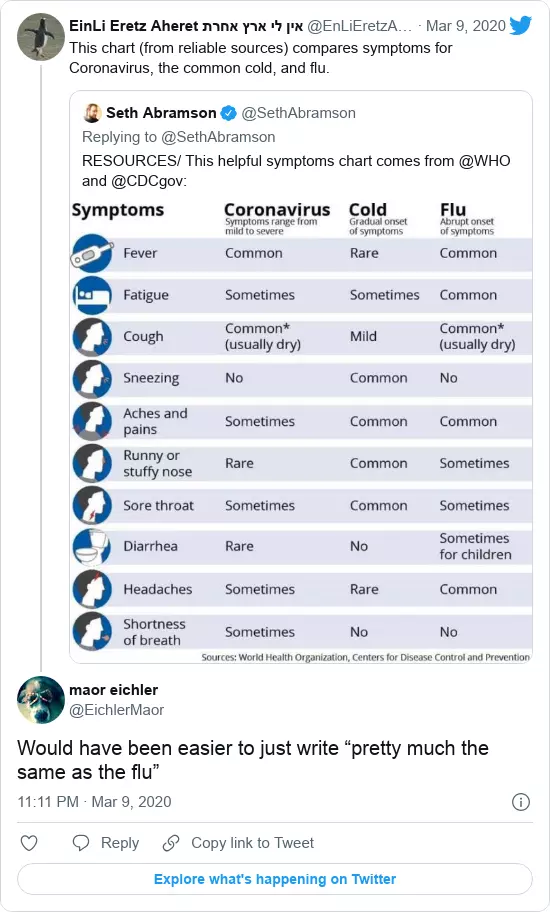 EinLi Eretz Aheret אין לי ארץ אחרת @EnLiEretzA… · Mar 9, 2020
This chart (from reliable sources) compares symptoms for
Coronavirus, the common cold, and flu.
Seth Abramson @SethAbramson
Replying to @SethAbramson
RESOURCES/ This helpful symptoms chart comes from @WHO
and @CDCgov:
Symptoms Coronavirus Cold Flu
Symptoms range from Gradual onset Abrupt onset
mild to severe of symptoms of symptoms
Fever Common Rare Common
Fatigue Sometimes Sometimes Common
Cough Common* Mild Common*
(usually dry) (usually dry)
Sneezing No Common No
Aches and
pains Sometimes Common Common
Runny or
stuffy nose Rare Common Sometimes
Sore throat Sometimes Common Sometimes
Diarrhea Rare No Sometimes
for children
Headaches Sometimes Rare Common
Shortness
of breath Sometimes No No
Sources: World Health Organization, Centers for Disease Control and Prevention
maor eichler
@EichlerMaor
Would have been easier to just write “pretty much the
same as the flu”
11:11 PM · Mar 9, 2020
Reply Copy link to Tweet
Explore what's happening on Twitter